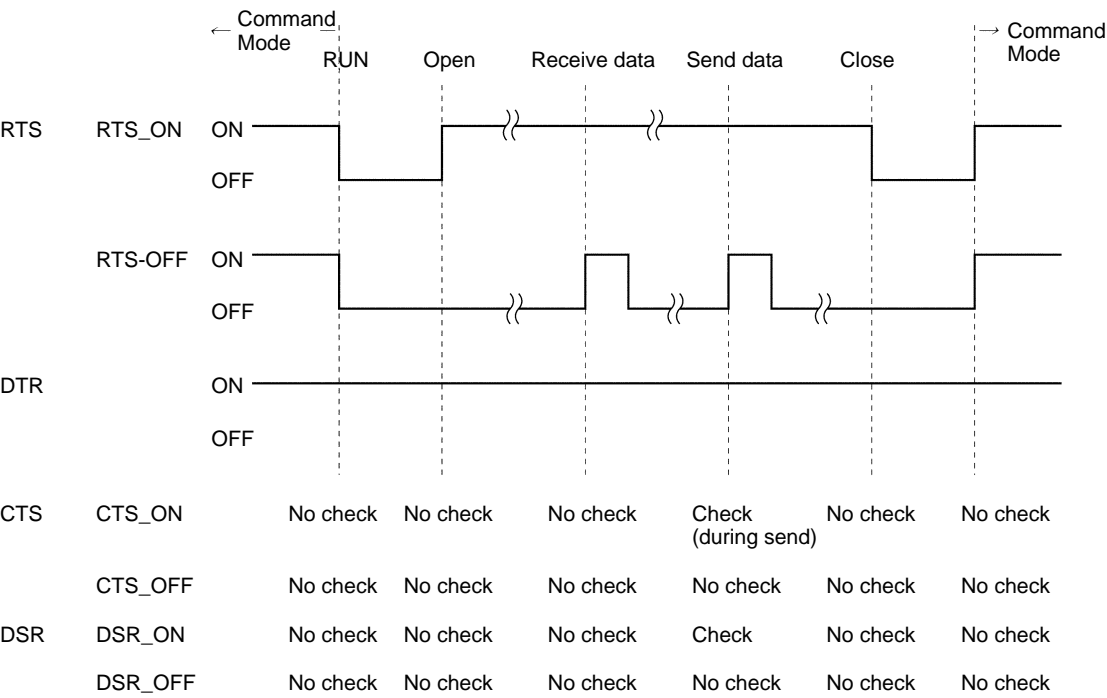 ← Command Mode
→ Command Mode
RUN Open Receive data Send data Close
RTS RTS_ON ON
OFF
RTS-OFF ON
OFF
DTR ON
OFF
CTS CTS_ON No check No check No check Check (during send) No check No check
CTS_OFF No check No check No check No check No check No check
DSR DSR_ON No check No check No check Check No check No check
DSR_OFF No check No check No check No check No check No check